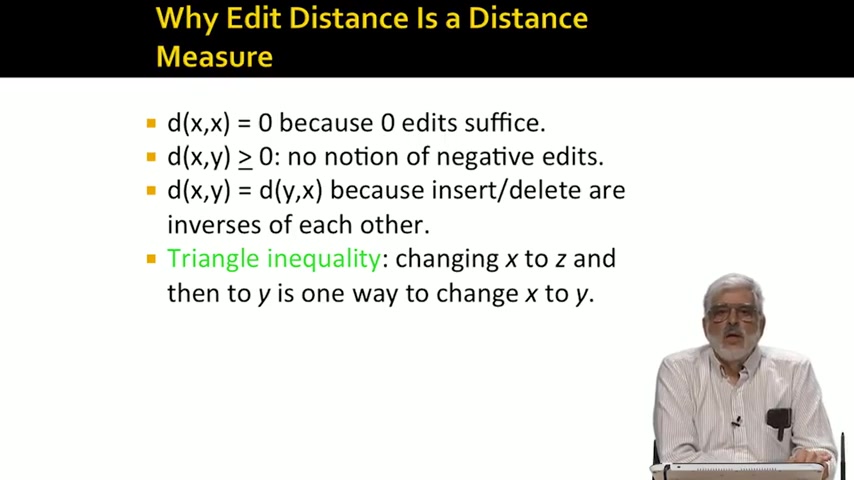 Why Edit Distance Is a Distance
Measure
d(x,x) = 0 because 0 edits suffice.
d(x,y) ≥ 0: no notion of negative edits.
d(x,y) = d(y,x) because insert/delete are
inverses of each other.
Triangle inequality: changing x to z and
then to y is one way to change x to y.